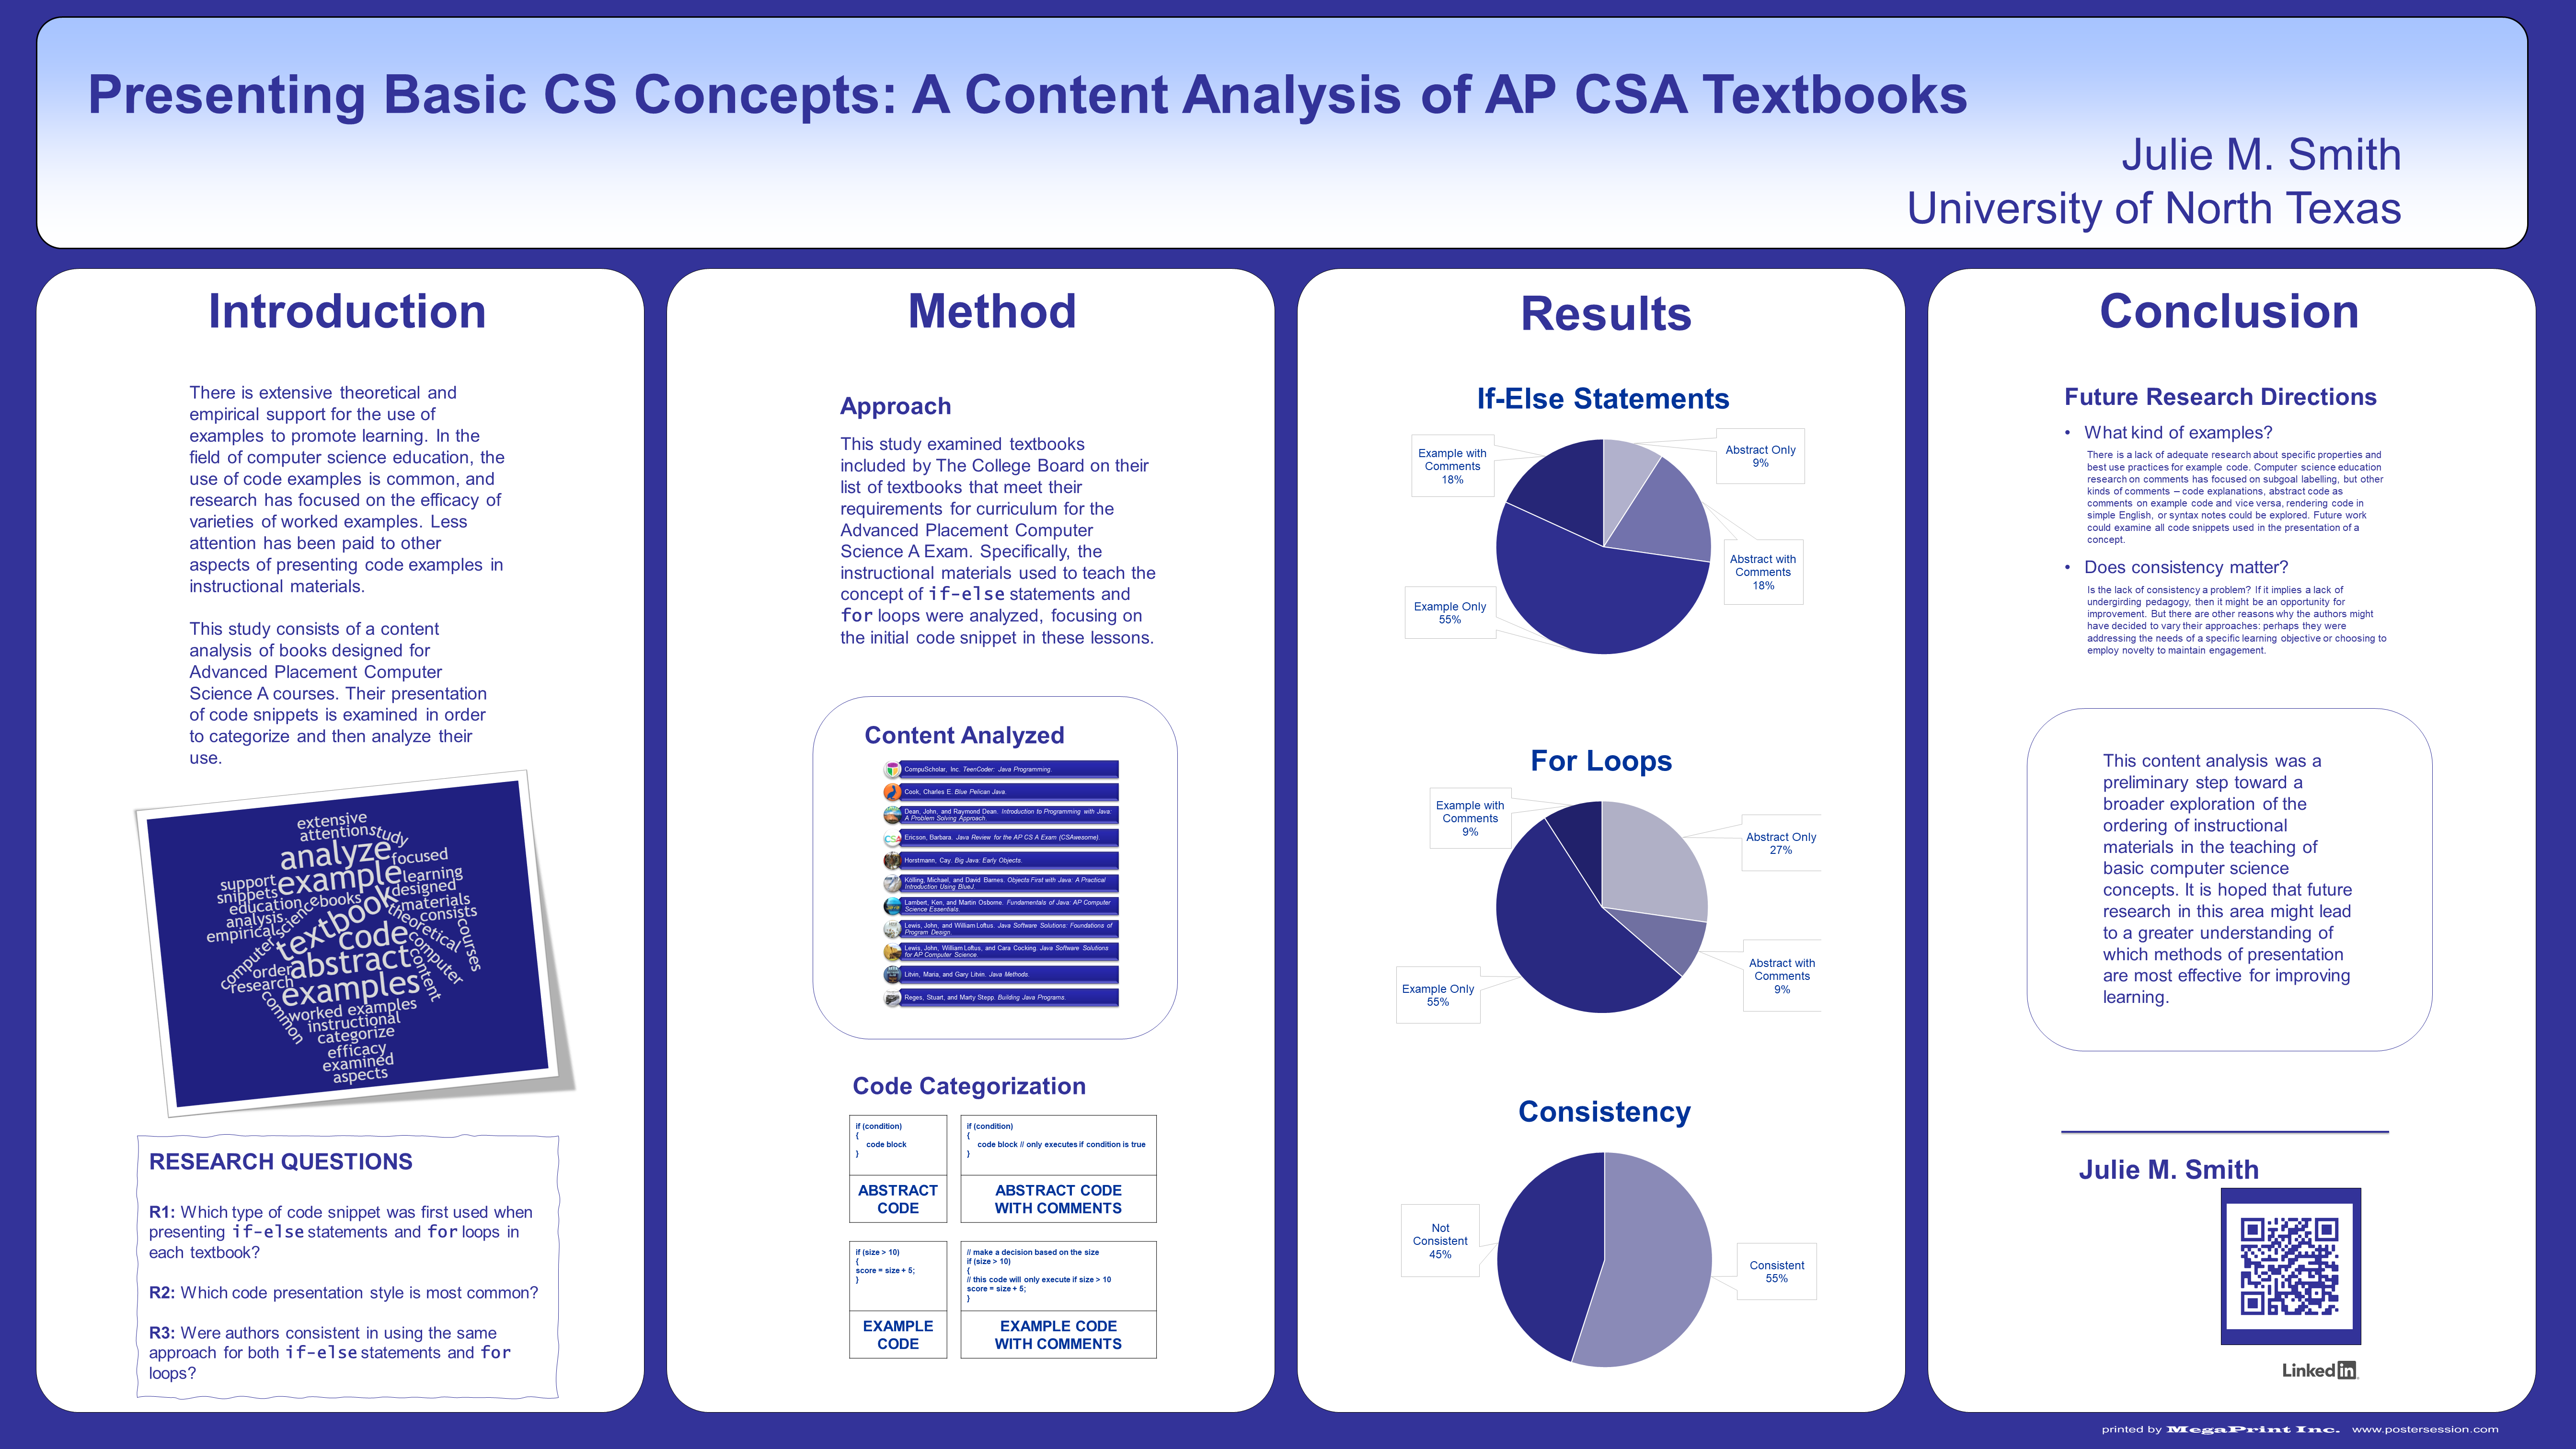 Presenting Basic CS Concepts: A Content Analysis of AP CSA Textbooks
Julie M. Smith
University of North Texas
Introduction
There is extensive theoretical and
empirical support for the use of
examples to promote learning. In the
field of computer science education, the
use of code examples is common, and
research has focused on the efficacy of
varieties of worked examples. Less
attention has been paid to other
aspects of presenting code examples in
instructional materials.
This study consists of a content
analysis of books designed for
Advanced Placement Computer
Science A courses. Their presentation
of code snippets is examined in order
to categorize and then analyze their
use.
extensive
attention
study
analyze
focused
support
example
learning
snippets
designed
education
books
materials
analysis
computer science
textbook
theoretical
consists
empirical
code
computer
courses
order
abstract
content
research
examples
common
worked examples
instructional
categorize
efficacy
examined
aspects
RESEARCH QUESTIONS
R1: Which type of code snippet was first used when
presenting if-else statements and for loops in
each textbook?
R2: Which code presentation style is most common?
R3: Were authors consistent in using the same
approach for both if-else statements and for
loops?
Method
Approach
This study examined textbooks
included by The College Board on their
list of textbooks that meet their
requirements for curriculum for the
Advanced Placement Computer
Science A Exam. Specifically, the
instructional materials used to teach the
concept of if-else statements and
for loops were analyzed, focusing on
the initial code snippet in these lessons.
Content Analyzed
CompuScholar, Inc. TeenCoder: Java Programming.
Cook, Charles E. Blue Pelican Java.
Dean, John, and Raymond Dean. Introduction to Programming with Java:
A Problem Solving Approach.
CSA
Ericson, Barbara. Java Review for the AP CS A Exam (CSAwesome).
Horstmann, Cay. Big Java: Early Objects.
Kölling, Michael, and David Barnes. Objects First with Java: A Practical
Introduction Using BlueJ.
Lambert, Ken, and Martin Osborne. Fundamentals of Java: AP Computer
Science Essentials.
Lewis, John, and William Loftus. Java Software Solutions: Foundations of
Program Design.
Lewis, John, William Loftus, and Cara Cocking. Java Software Solutions
for AP Computer Science.
Litvin, Maria, and Gary Litvin. Java Methods.
Reges, Stuart, and Marty Stepp. Building Java Programs.
Code Categorization
if (condition)
{
code block
}
ABSTRACT
CODE
if (condition)
{
code block // only executes if condition is true
}
ABSTRACT CODE
WITH COMMENTS
if (size > 10)
{
score = size + 5;
}
EXAMPLE
CODE
// make a decision based on the size
if (size > 10)
{
// this code will only execute if size > 10
score = size + 5;
}
EXAMPLE CODE
WITH COMMENTS
Results
If-Else Statements
Example with
Comments
18%
Abstract Only
9%
Abstract with
Comments
18%
Example Only
55%
For Loops
Example with
Comments
9%
Abstract Only
27%
Abstract with
Comments
9%
Example Only
55%
Consistency
Not
Consistent
45%
Consistent
55%
Conclusion
Future Research Directions
• What kind of examples?
There is a lack of adequate research about specific properties and
best use practices for example code. Computer science education
research on comments has focused on subgoal labelling, but other
kinds of comments – code explanations, abstract code as
comments on example code and vice versa, rendering code in
simple English, or syntax notes could be explored. Future work
could examine all code snippets used in the presentation of a
concept.
• Does consistency matter?
Is the lack of consistency a problem? If it implies a lack of
undergirding pedagogy, then it might be an opportunity for
improvement. But there are other reasons why the authors might
have decided to vary their approaches: perhaps they were
addressing the needs of a specific learning objective or choosing to
employ novelty to maintain engagement.
This content analysis was a
preliminary step toward a
broader exploration of the
ordering of instructional
materials in the teaching of
basic computer science
concepts. It is hoped that future
research in this area might lead
to a greater understanding of
which methods of presentation
are most effective for improving
learning.
Julie M. Smith
Linked in
printed by MegaPrint Inc. www.postersession.com